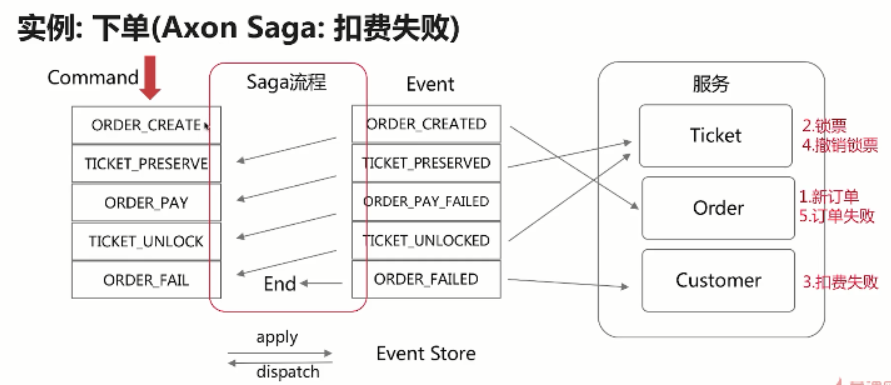 实例: 下单(Axon Saga: 扣费失败)
Command
Saga流程
Event
服务
ORDER_CREATE
ORDER_CREATED
TICKET_PRESERVE
TICKET_PRESERVED
ORDER_PAY
ORDER_PAY_FAILED
TICKET_UNLOCK
TICKET_UNLOCKED
ORDER_FAIL
End
ORDER_FAILED
Ticket
2.锁票
4.撤销锁票
Order
1.新订单
5.订单失败
Customer
3.扣费失败
apply
dispatch
Event Store